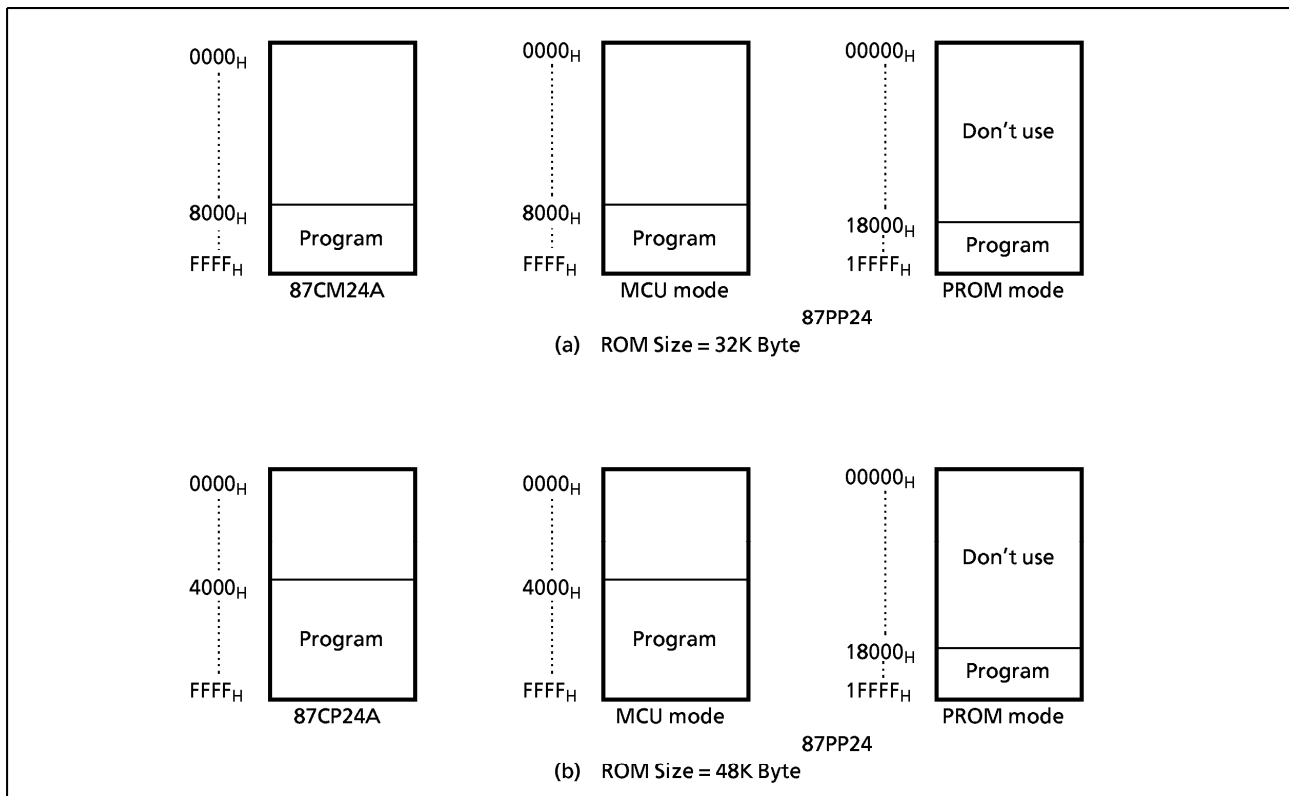 0000H
8000H
FFFFH
Program
87CM24A
0000H
8000H
FFFFH
Program
MCU mode
00000H
Don't use
18000H
Program
1FFFFH
PROM mode
87PP24
(a) ROM Size = 32K Byte
0000H
4000H
Program
FFFFH
87CP24A
0000H
4000H
Program
FFFFH
MCU mode
00000H
Don't use
18000H
Program
1FFFFH
PROM mode
87PP24
(b) ROM Size = 48K Byte